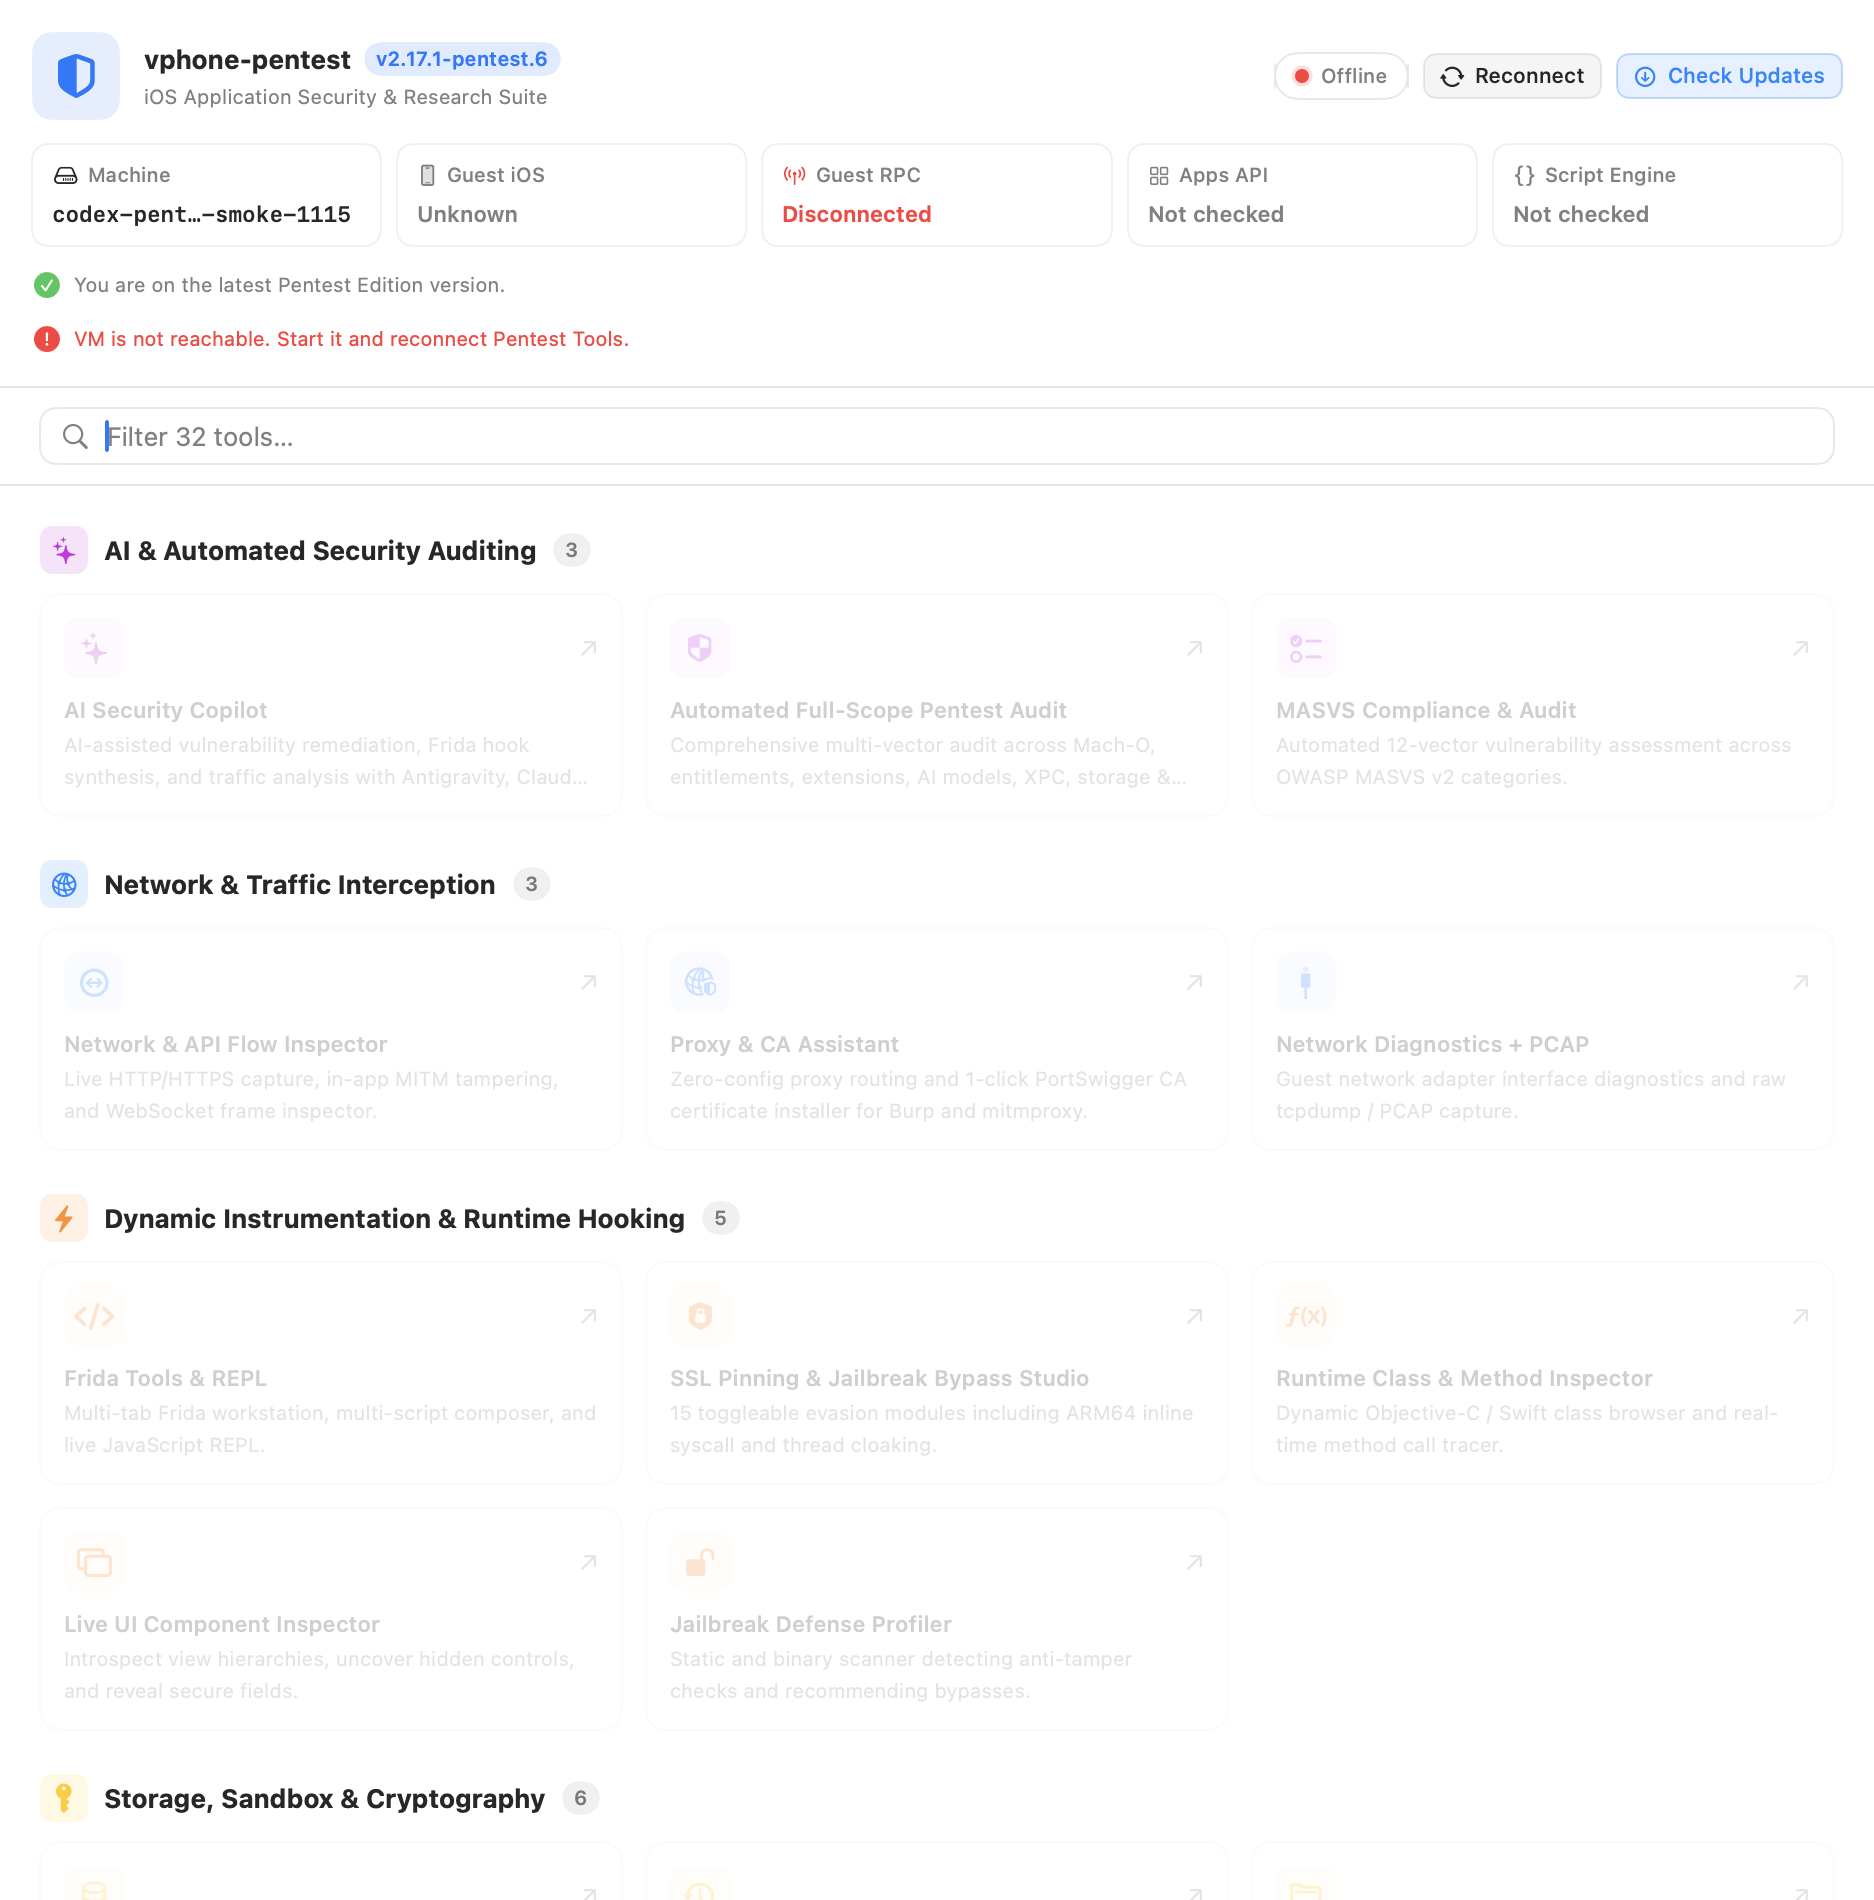 vphone-pentest v2.17.1-pentest.6
iOS Application Security & Research Suite
Offline
Reconnect
Check Updates
Machine
codex-pent…-smoke-1115
Guest iOS
Unknown
Guest RPC
Disconnected
Apps API
Not checked
{} Script Engine
Not checked
You are on the latest Pentest Edition version.
VM is not reachable. Start it and reconnect Pentest Tools.
Filter 32 tools...
AI & Automated Security Auditing 3
AI Security Copilot
AI-assisted vulnerability remediation, Frida hook
synthesis, and traffic analysis with Antigravity, Claud...
Automated Full-Scope Pentest Audit
Comprehensive multi-vector audit across Mach-O,
entitlements, extensions, AI models, XPC, storage &...
MASVS Compliance & Audit
Automated 12-vector vulnerability assessment across
OWASP MASVS v2 categories.
Network & Traffic Interception 3
Network & API Flow Inspector
Live HTTP/HTTPS capture, in-app MITM tampering,
and WebSocket frame inspector.
Proxy & CA Assistant
Zero-config proxy routing and 1-click PortSwigger CA
certificate installer for Burp and mitmproxy.
Network Diagnostics + PCAP
Guest network adapter interface diagnostics and raw
tcpdump / PCAP capture.
Dynamic Instrumentation & Runtime Hooking 5
</>
Frida Tools & REPL
Multi-tab Frida workstation, multi-script composer, and
live JavaScript REPL.
SSL Pinning & Jailbreak Bypass Studio
15 toggleable evasion modules including ARM64 inline
syscall and thread cloaking.
f(x)
Runtime Class & Method Inspector
Dynamic Objective-C / Swift class browser and real-
time method call tracer.
Live UI Component Inspector
Introspect view hierarchies, uncover hidden controls,
and reveal secure fields.
Jailbreak Defense Profiler
Static and binary scanner detecting anti-tamper
checks and recommending bypasses.
Storage, Sandbox & Cryptography 6